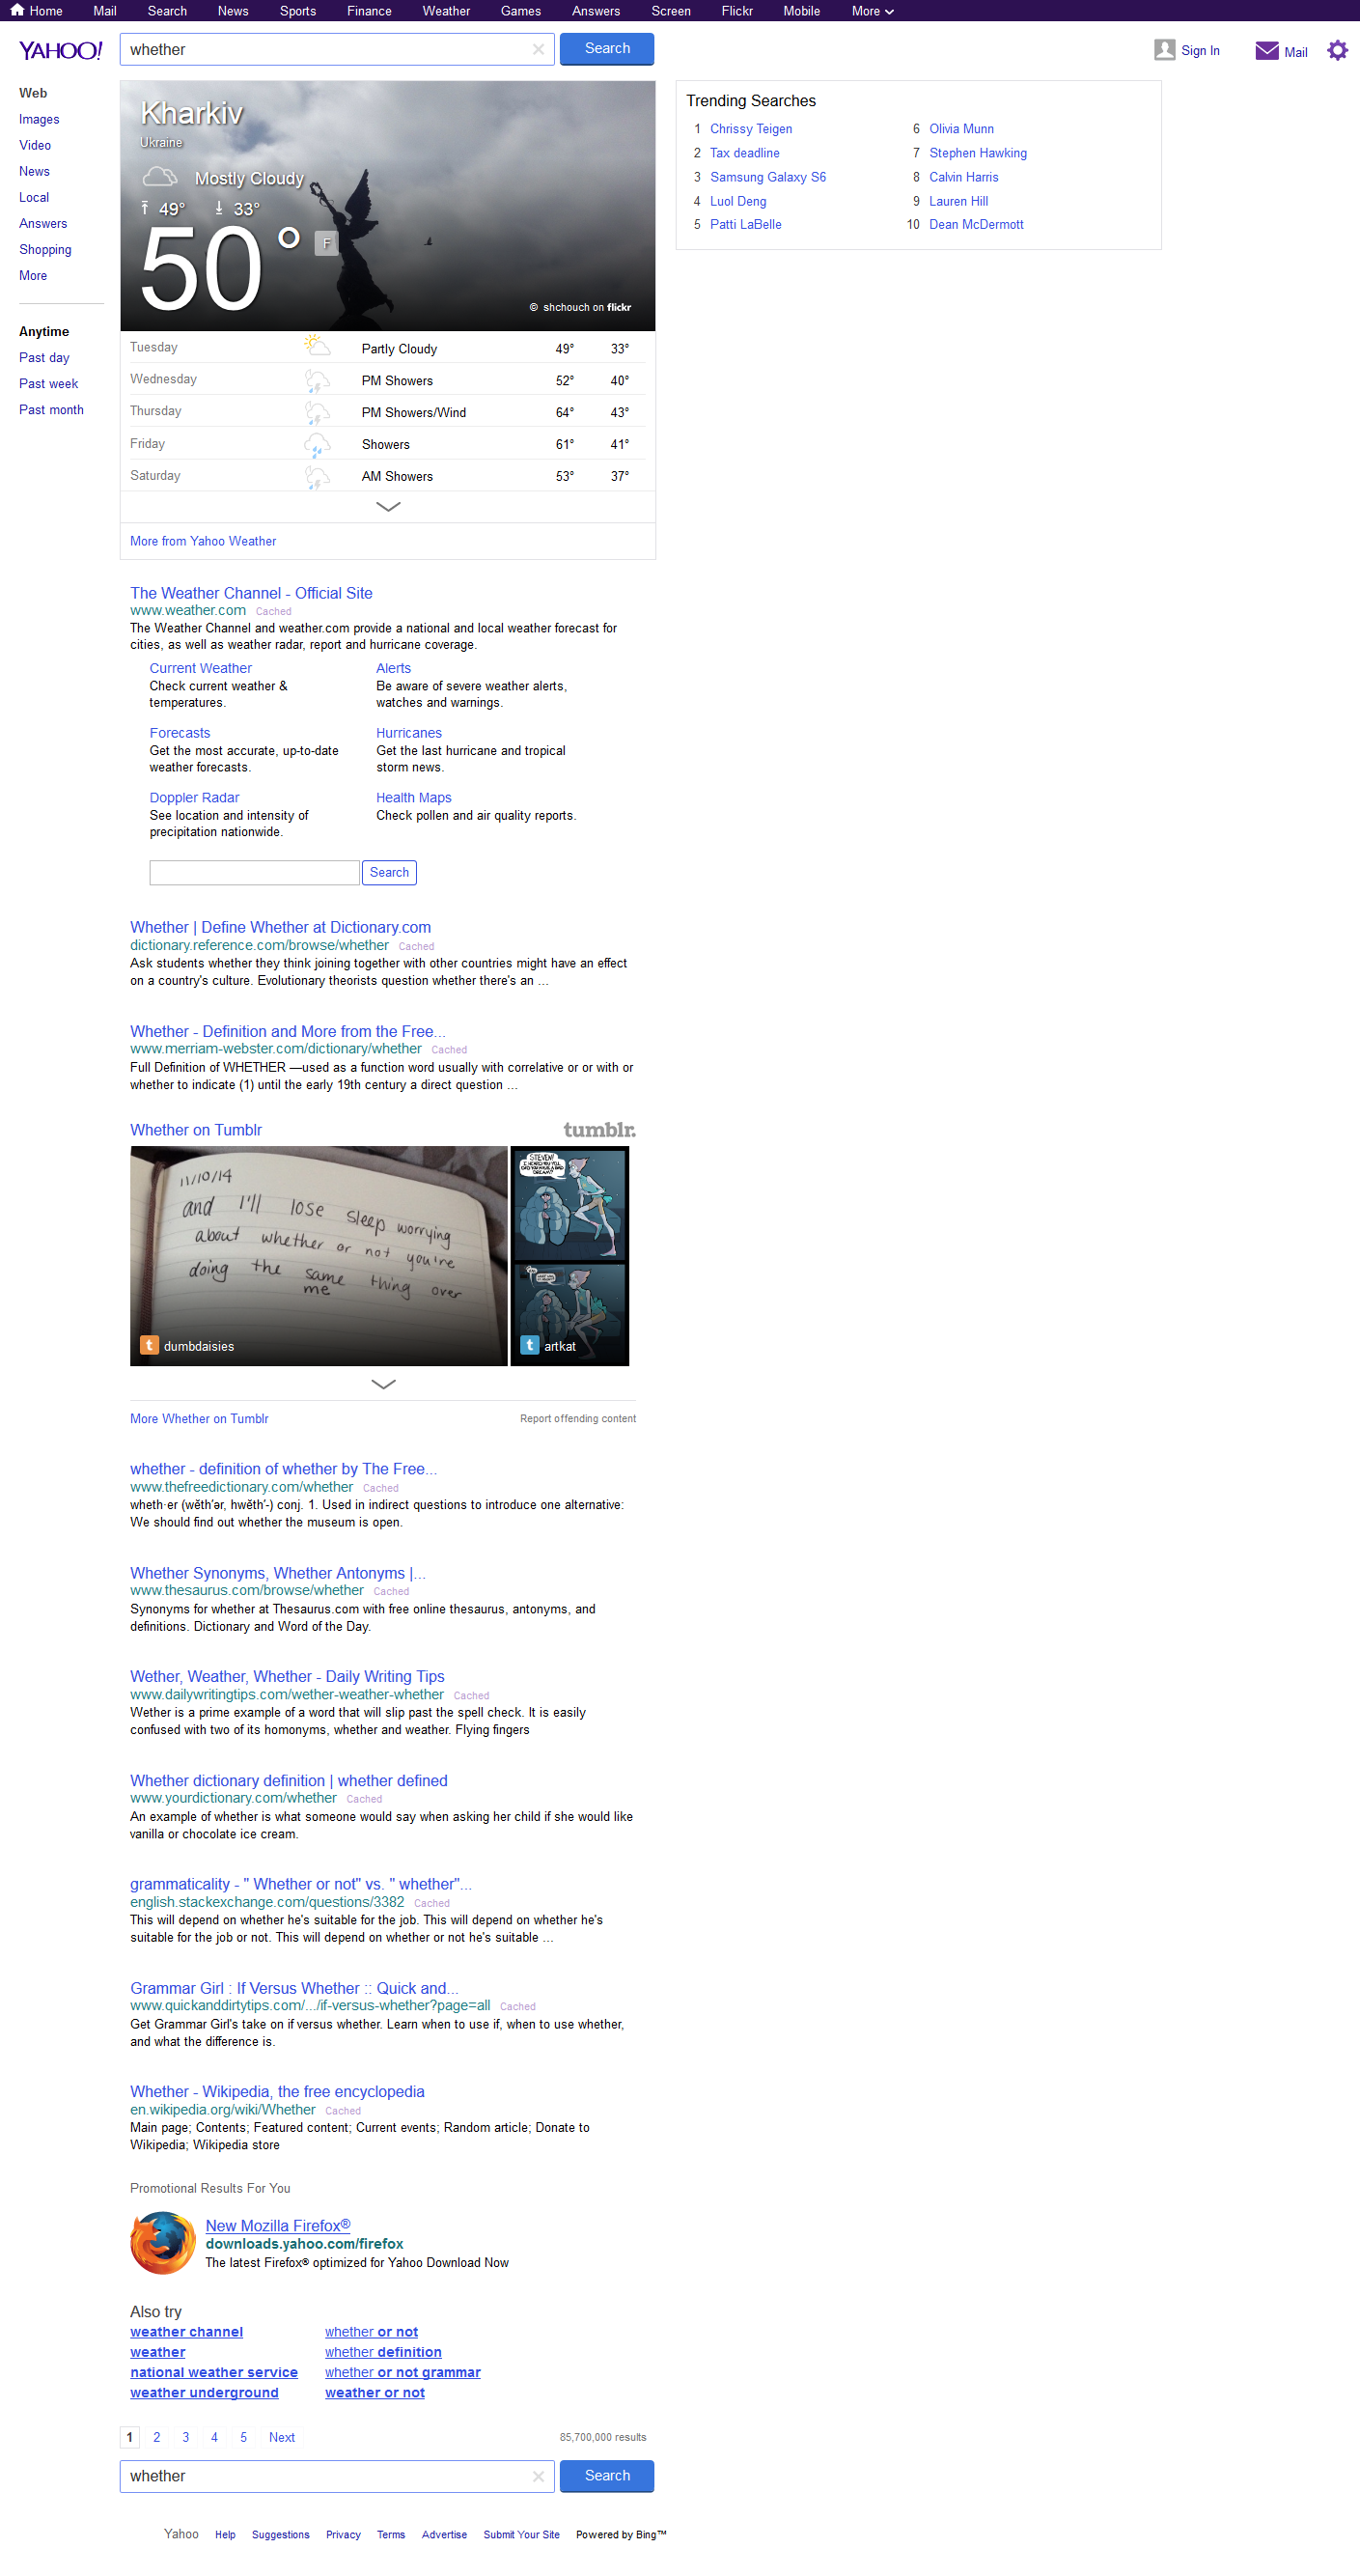 Home Mail Search News Sports Finance Weather Games Answers Screen Flickr Mobile More
YAHOO! whether Search Sign In Mail
Web
Images
Video
News
Local
Answers
Shopping
More
Anytime
Past day
Past week
Past month
Kharkiv
Ukraine
Mostly Cloudy
49° 33°
50° F
© shchouch on flickr
Tuesday Partly Cloudy 49° 33°
Wednesday PM Showers 52° 40°
Thursday PM Showers/Wind 64° 43°
Friday Showers 61° 41°
Saturday AM Showers 53° 37°
More from Yahoo Weather
Trending Searches
1 Chrissy Teigen
2 Tax deadline
3 Samsung Galaxy S6
4 Luol Deng
5 Patti LaBelle
6 Olivia Munn
7 Stephen Hawking
8 Calvin Harris
9 Lauren Hill
10 Dean McDermott
The Weather Channel - Official Site
www.weather.com Cached
The Weather Channel and weather.com provide a national and local weather forecast for
cities, as well as weather radar, report and hurricane coverage.
Current Weather
Check current weather &
temperatures.
Alerts
Be aware of severe weather alerts,
watches and warnings.
Forecasts
Get the most accurate, up-to-date
weather forecasts.
Hurricanes
Get the last hurricane and tropical
storm news.
Doppler Radar
See location and intensity of
precipitation nationwide.
Health Maps
Check pollen and air quality reports.
Search
Whether | Define Whether at Dictionary.com
dictionary.reference.com/browse/whether Cached
Ask students whether they think joining together with other countries might have an effect
on a country's culture. Evolutionary theorists question whether there's an ...
Whether - Definition and More from the Free...
www.merriam-webster.com/dictionary/whether Cached
Full Definition of WHETHER —used as a function word usually with correlative or or with or
whether to indicate (1) until the early 19th century a direct question ...
Whether on Tumblr tumblr.
11/10/14
and I'll lose sleep worrying
about whether or not you're
doing the same thing over
me
t dumbdaisies
STEVEN!
t artkat
More Whether on Tumblr Report offending content
whether - definition of whether by The Free...
www.thefreedictionary.com/whether Cached
wheth·er (wĕth′ər, hwĕth′-) conj. 1. Used in indirect questions to introduce one alternative:
We should find out whether the museum is open.
Whether Synonyms, Whether Antonyms |...
www.thesaurus.com/browse/whether Cached
Synonyms for whether at Thesaurus.com with free online thesaurus, antonyms, and
definitions. Dictionary and Word of the Day.
Wether, Weather, Whether - Daily Writing Tips
www.dailywritingtips.com/wether-weather-whether Cached
Wether is a prime example of a word that will slip past the spell check. It is easily
confused with two of its homonyms, whether and weather. Flying fingers
Whether dictionary definition | whether defined
www.yourdictionary.com/whether Cached
An example of whether is what someone would say when asking her child if she would like
vanilla or chocolate ice cream.
grammaticality - " Whether or not" vs. " whether"...
english.stackexchange.com/questions/3382 Cached
This will depend on whether he's suitable for the job. This will depend on whether he's
suitable for the job or not. This will depend on whether or not he's suitable ...
Grammar Girl : If Versus Whether :: Quick and...
www.quickanddirtytips.com/.../if-versus-whether?page=all Cached
Get Grammar Girl's take on if versus whether. Learn when to use if, when to use whether,
and what the difference is.
Whether - Wikipedia, the free encyclopedia
en.wikipedia.org/wiki/Whether Cached
Main page; Contents; Featured content; Current events; Random article; Donate to
Wikipedia; Wikipedia store
Promotional Results For You
New Mozilla Firefox®
downloads.yahoo.com/firefox
The latest Firefox® optimized for Yahoo Download Now
Also try
weather channel whether or not
weather whether definition
national weather service whether or not grammar
weather underground weather or not
1 2 3 4 5 Next 85,700,000 results
whether Search
Yahoo Help Suggestions Privacy Terms Advertise Submit Your Site Powered by Bing™